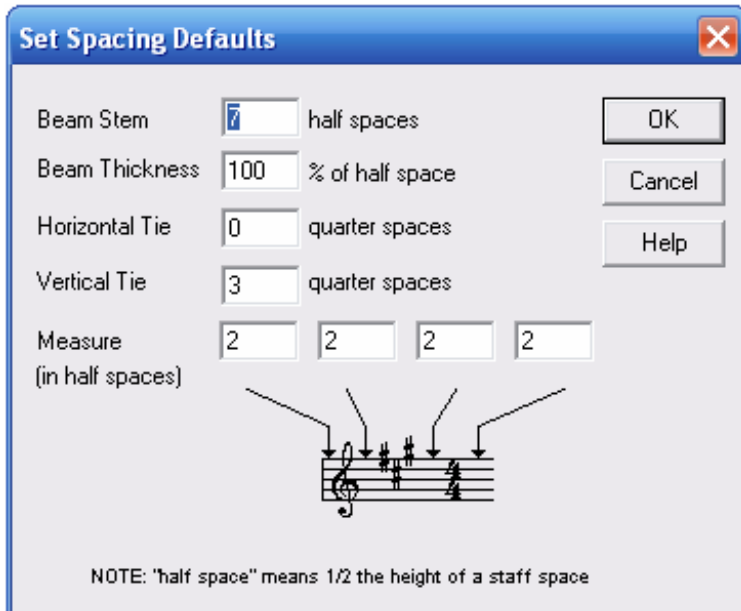 Set Spacing Defaults
Beam Stem 7 half spaces OK
Beam Thickness 100 % of half space Cancel
Horizontal Tie 0 quarter spaces Help
Vertical Tie 3 quarter spaces
Measure 2 2 2 2
(in half spaces)
4
4
NOTE: "half space" means 1/2 the height of a staff space